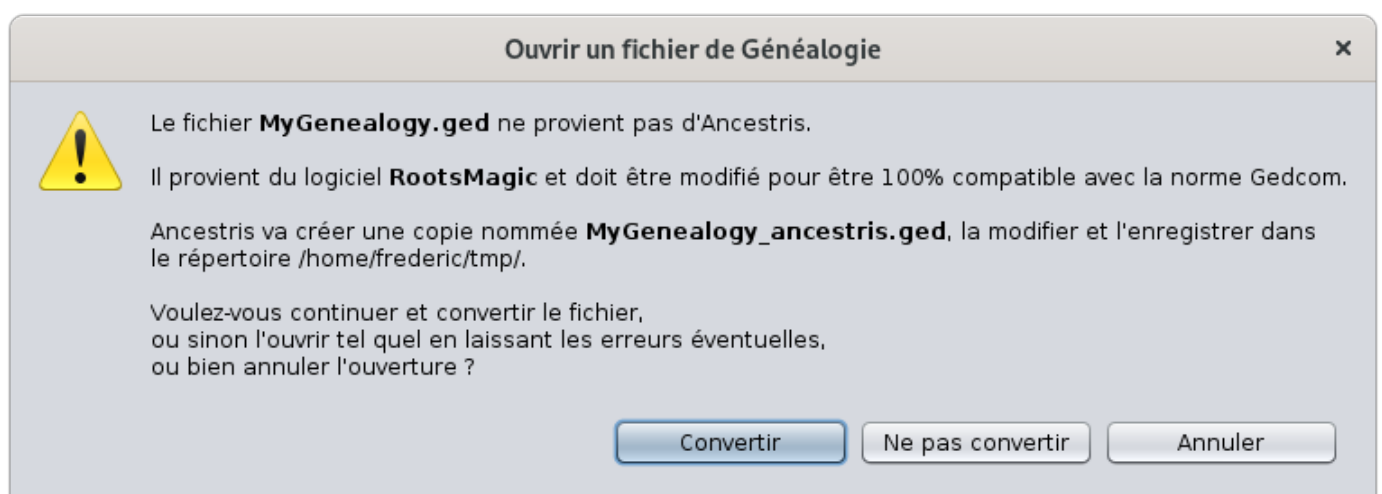 Ouvrir un fichier de Généalogie
Le fichier MyGenealogy.ged ne provient pas d'Ancestris.
Il provient du logiciel RootsMagic et doit être modifié pour être 100% compatible avec la norme Gedcom.
Ancestris va créer une copie nommée MyGenealogy_ancestris.ged, la modifier et l'enregistrer dans
le répertoire /home/frederic/tmp/.
Voulez-vous continuer et convertir le fichier,
ou sinon l'ouvrir tel quel en laissant les erreurs éventuelles,
ou bien annuler l'ouverture ?
Convertir
Ne pas convertir
Annuler